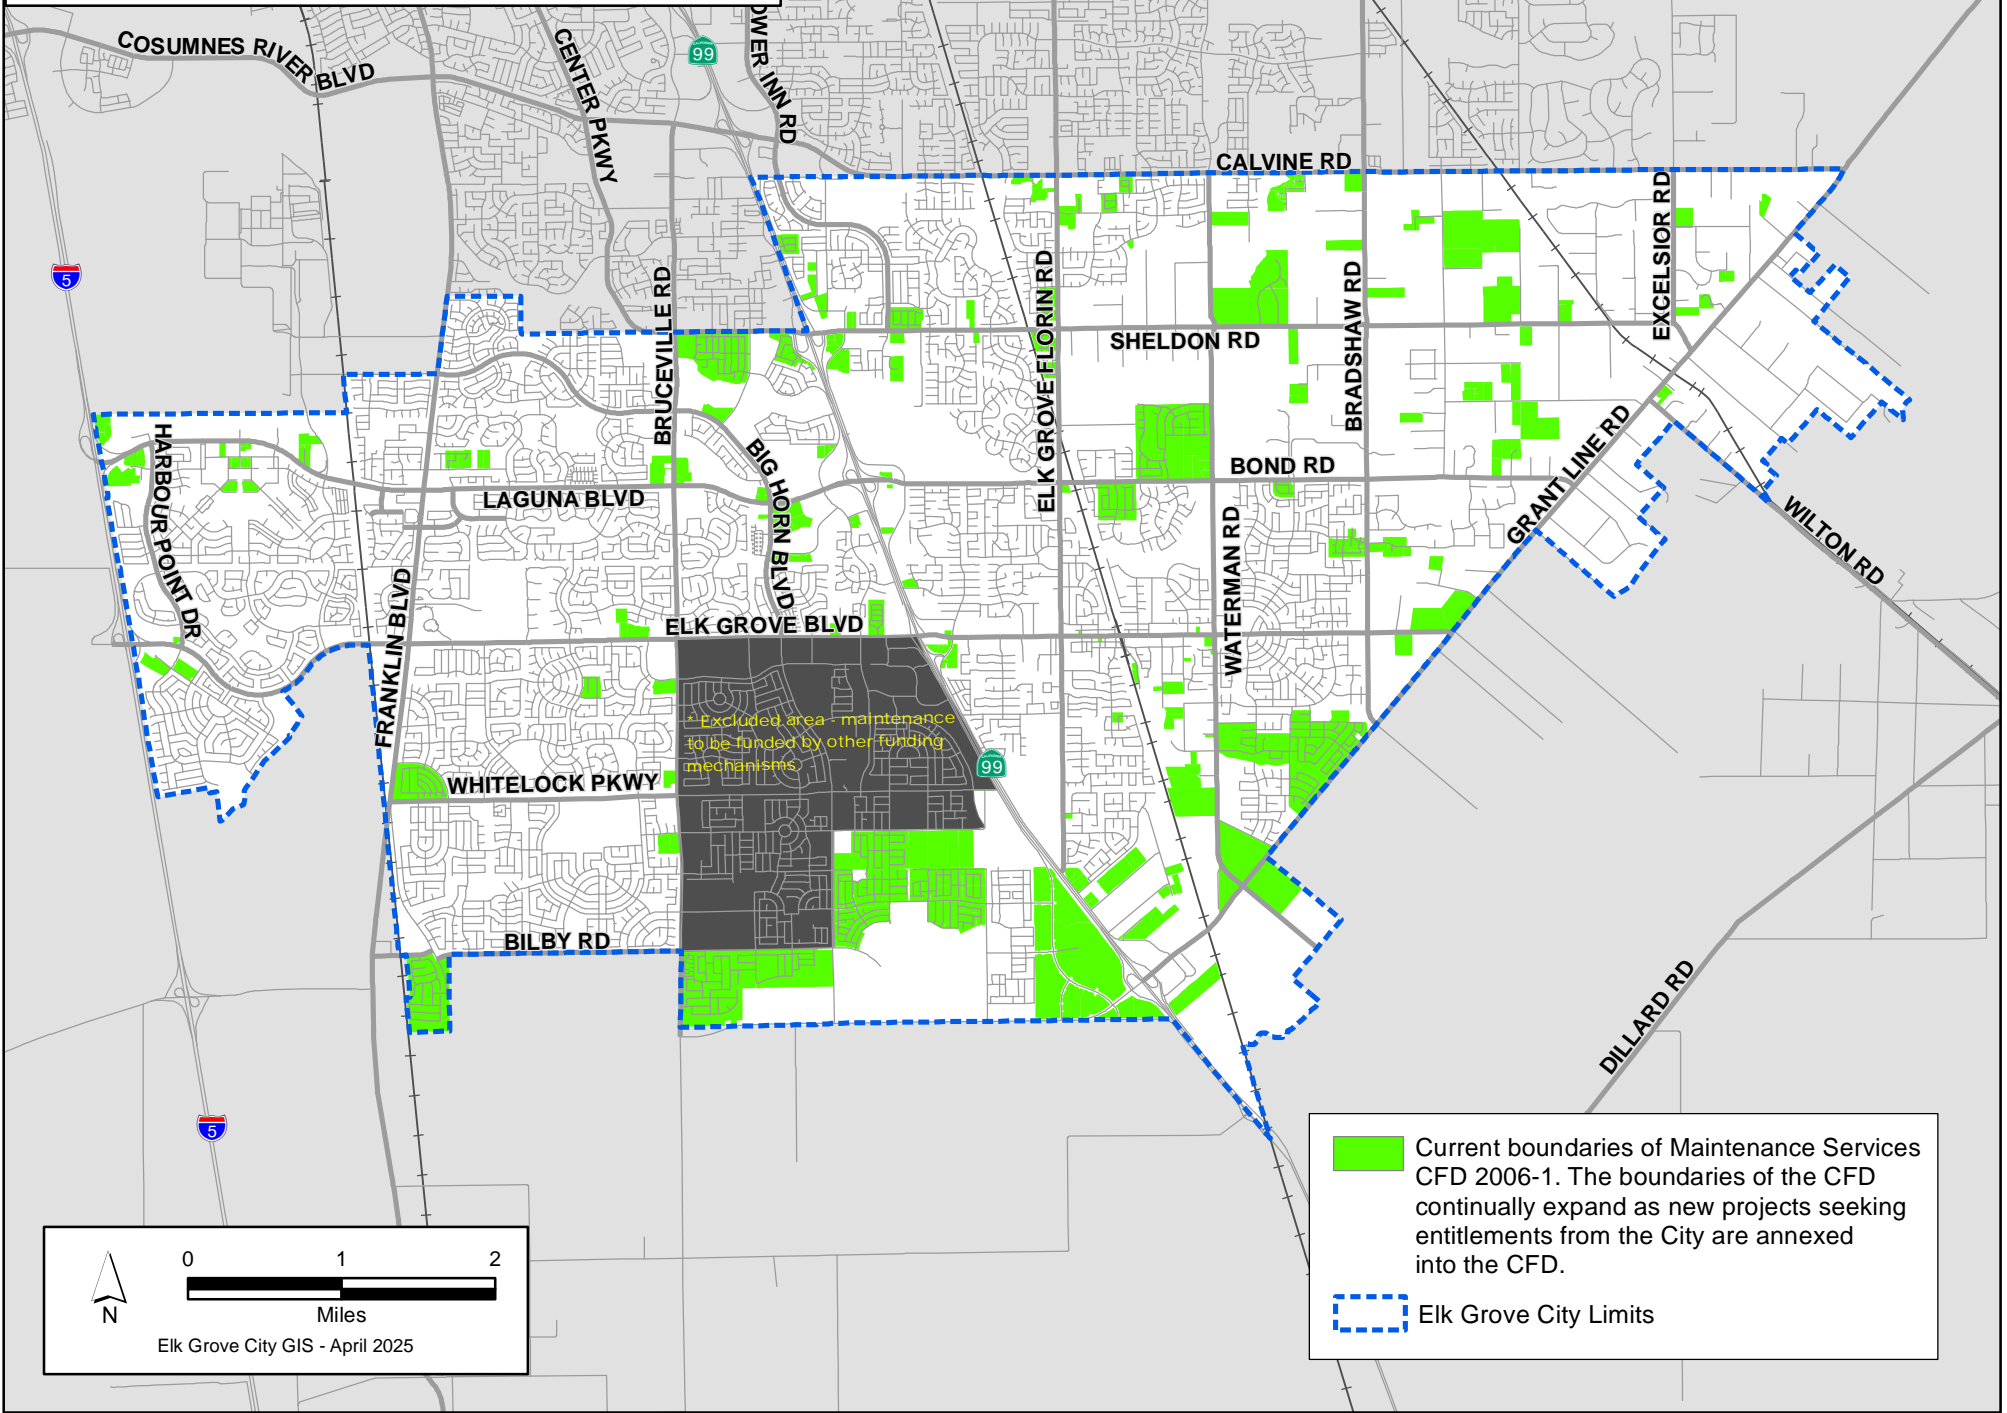 COSUMNES RIVER BLVD
CENTER PKWY
99
OWER INN RD
CALVINE RD
EXCELSIOR RD
5
BRUCEVILLE RD
ELK GROVE FLORIN RD
BRADSHAW RD
SHELDON RD
HARBOUR POINT DR
BIG HORN BLVD
BOND RD
GRANT LINE RD
LAGUNA BLVD
WILTON RD
WATERMAN RD
FRANKLIN BLVD
ELK GROVE BLVD
* Excluded area - maintenance
to be funded by other funding
mechanisms
99
WHITELOCK PKWY
BILBY RD
DILLARD RD
5
Current boundaries of Maintenance Services
CFD 2006-1. The boundaries of the CFD
continually expand as new projects seeking
entitlements from the City are annexed
into the CFD.
Elk Grove City Limits
0 1 2
Miles
N
Elk Grove City GIS - April 2025